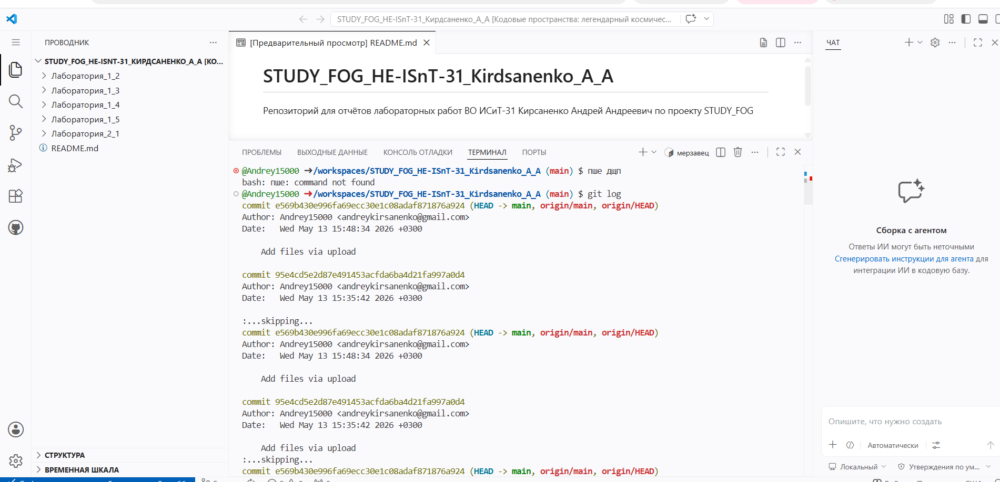 STUDY_FOG_HE-ISnT-31_Кирдсаненко_A_A [Кодовые пространства: легендарный космичес...
ПРОВОДНИК
STUDY_FOG_HE-ISNT-31_КИРДСАНЕНКО_A_A [КО...
Лаборатория_1_2
Лаборатория_1_3
Лаборатория_1_4
Лаборатория_1_5
Лаборатория_2_1
README.md
СТРУКТУРА
ВРЕМЕННАЯ ШКАЛА
[Предварительный просмотр] README.md
STUDY_FOG_HE-ISnT-31_Kirdsanenko_A_A
Репозиторий для отчётов лабораторных работ ВО ИСиТ-31 Кирсаненко Андрей Андреевич по проекту STUDY_FOG
ПРОБЛЕМЫ ВЫХОДНЫЕ ДАННЫЕ КОНСОЛЬ ОТЛАДКИ ТЕРМИНАЛ ПОРТЫ
мерзавец
@Andrey15000 →/workspaces/STUDY_FOG_HE-ISnT-31_Kirdsanenko_A_A (main) $ пше дщп
bash: пше: command not found
@Andrey15000 →/workspaces/STUDY_FOG_HE-ISnT-31_Kirdsanenko_A_A (main) $ git log
commit e569b430e996fa69ecc30e1c08adaf871876a924 (HEAD -> main, origin/main, origin/HEAD)
Author: Andrey15000 <andreykirsanenko@gmail.com>
Date:   Wed May 13 15:48:34 2026 +0300
Add files via upload
commit 95e4cd5e2d87e491453acfda6ba4d21fa997a0d4
Author: Andrey15000 <andreykirsanenko@gmail.com>
Date:   Wed May 13 15:35:42 2026 +0300
:...skipping...
commit e569b430e996fa69ecc30e1c08adaf871876a924 (HEAD -> main, origin/main, origin/HEAD)
Author: Andrey15000 <andreykirsanenko@gmail.com>
Date:   Wed May 13 15:48:34 2026 +0300
Add files via upload
commit 95e4cd5e2d87e491453acfda6ba4d21fa997a0d4
Author: Andrey15000 <andreykirsanenko@gmail.com>
Date:   Wed May 13 15:35:42 2026 +0300
Add files via upload
:...skipping...
commit e569b430e996fa69ecc30e1c08adaf871876a924 (HEAD -> main, origin/main, origin/HEAD)
ЧАТ
Сборка с агентом
Ответы ИИ могут быть неточными
Сгенерировать инструкции для агента для
интеграции ИИ в кодовую базу.
Опишите, что нужно создать
Автоматически
Локальный
Утверждения по ум...